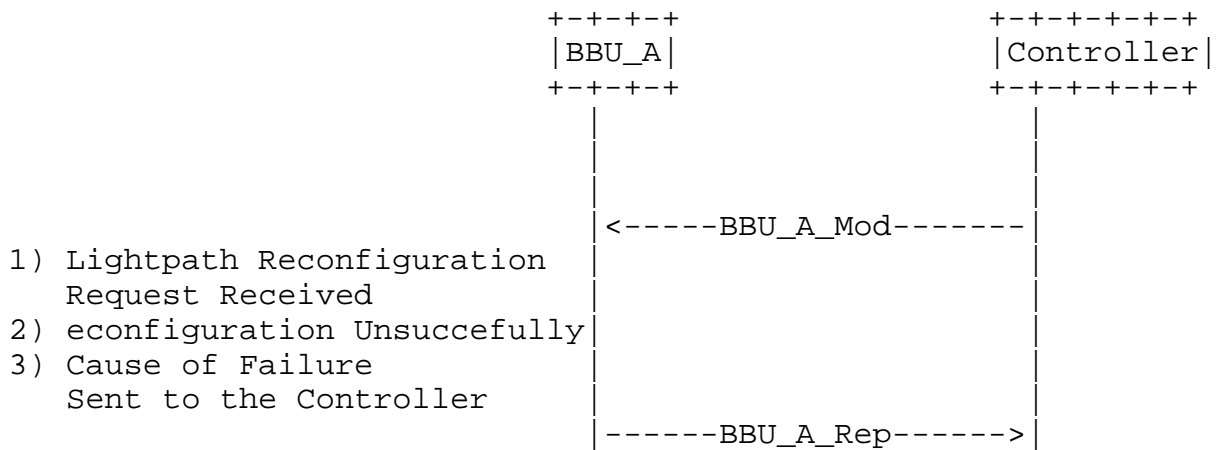 +-+-+-+ +-+-+-+-+-+
|BBU_A| |Controller|
+-+-+-+ +-+-+-+-+-+
| |
| |
| |
|<-----BBU_A_Mod-------|
1) Lightpath Reconfiguration | |
Request Received | |
2) econfiguration Unsuccefully| |
3) Cause of Failure | |
Sent to the Controller | |
|------BBU_A_Rep------>|